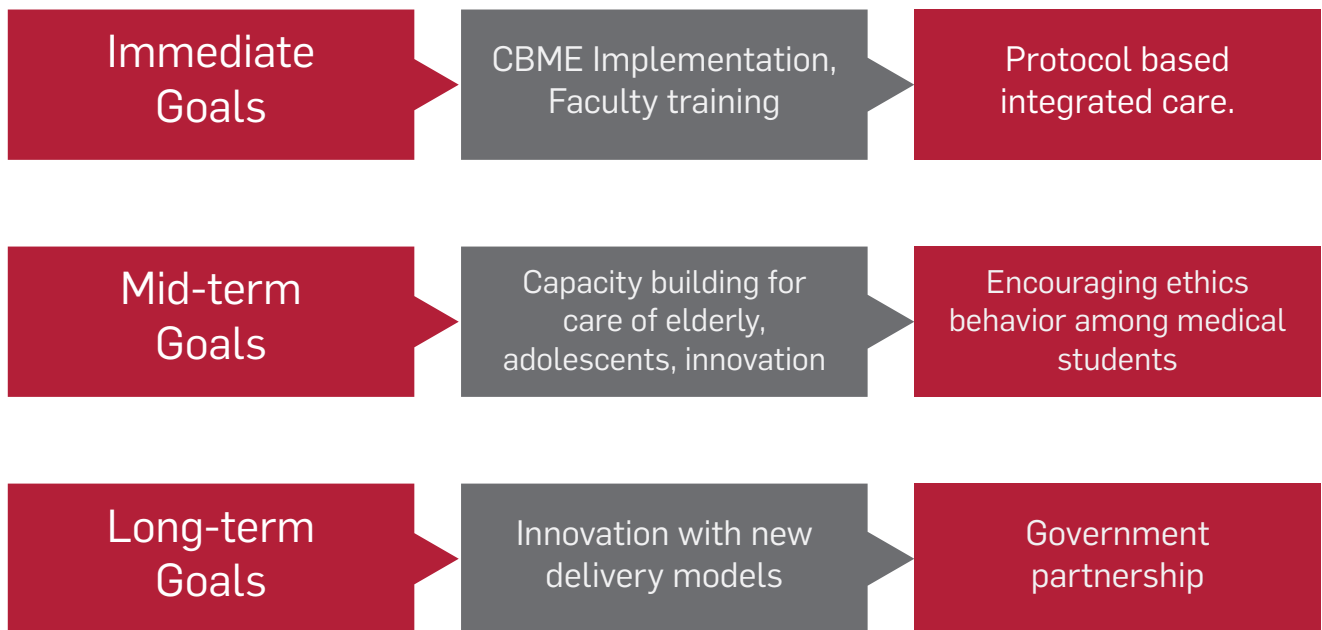 Immediate
Goals
CBME Implementation,
Faculty training
Protocol based
integrated care.
Mid-term
Goals
Capacity building for
care of elderly,
adolescents, innovation
Encouraging ethics
behavior among medical
students
Long-term
Goals
Innovation with new
delivery models
Government
partnership